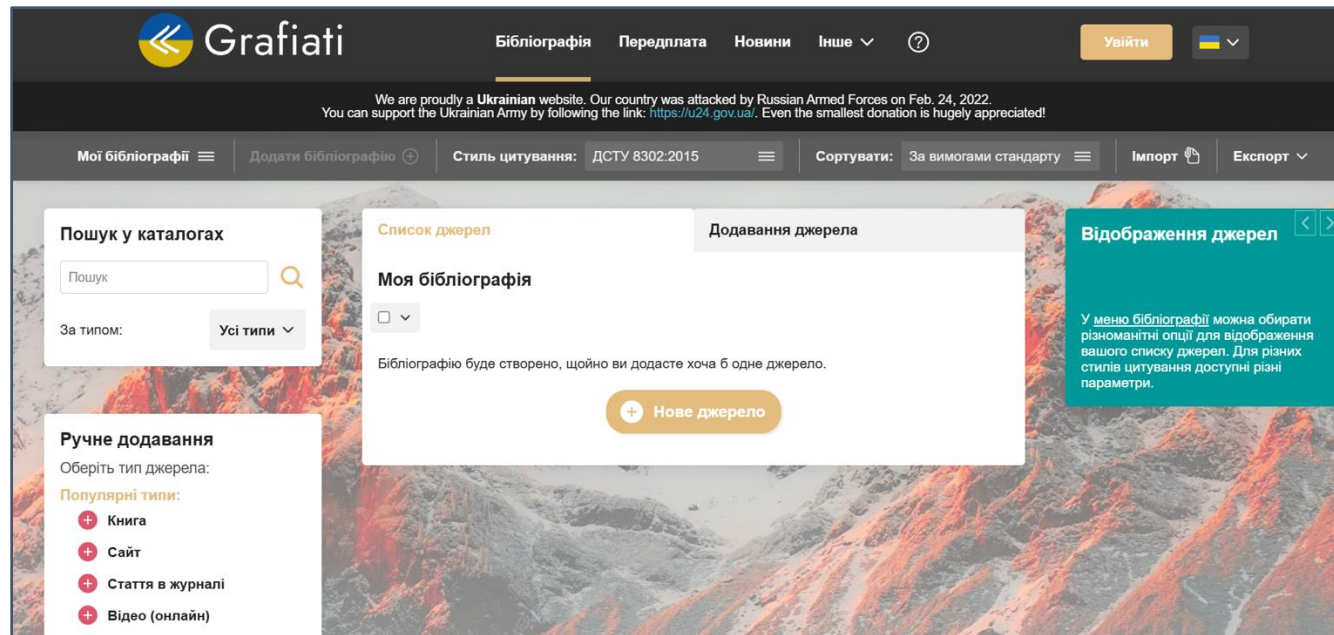 Grafiati
Бібліографія Передплата Новини Інше
Увійти
We are proudly a Ukrainian website. Our country was attacked by Russian Armed Forces on Feb. 24, 2022.
You can support the Ukrainian Army by following the link: https://u24.gov.ua/. Even the smallest donation is hugely appreciated!
Мої бібліографії Додати бібліографію Стиль цитування: ДСТУ 8302:2015 Сортувати: За вимогами стандарту Імпорт Експорт
Пошук у каталогах
Пошук
За типом: Усі типи
Ручне додавання
Оберіть тип джерела:
Популярні типи:
Книга
Сайт
Стаття в журналі
Відео (онлайн)
Список джерел Додавання джерела
Моя бібліографія
Бібліографію буде створено, щойно ви додасте хоча б одне джерело.
Нове джерело
Відображення джерел
У меню бібліографії можна обирати
різноманітні опції для відображення
вашого списку джерел. Для різних
стилів цитування доступні різні
параметри.